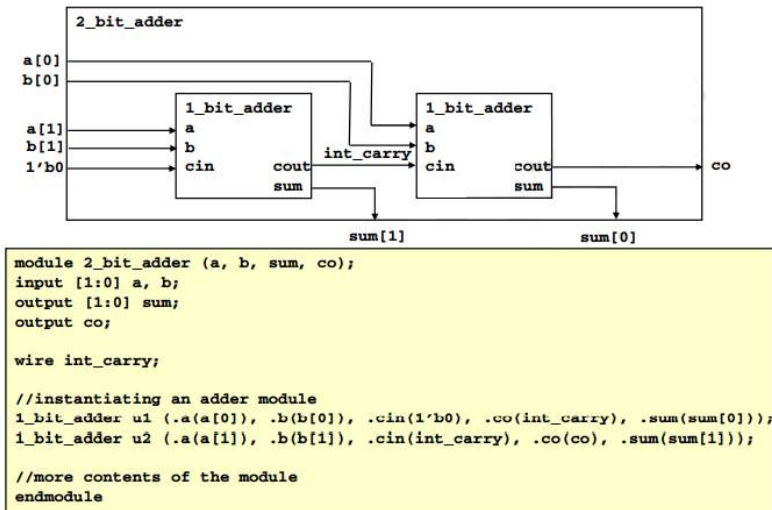 2_bit_adder
a[0]
b[0]
1_bit_adder
1_bit_adder
a[1]
a
a
b[1]
b
b
int_carry
1'b0
cin
cout
cin
cout
co
sum
sum
sum[1]
sum[0]
module 2_bit_adder (a, b, sum, co);
input [1:0] a, b;
output [1:0] sum;
output co;
wire int_carry;
//instantiating an adder module
1_bit_adder u1 (.a(a[0]), .b(b[0]), .cin(1'b0), .co(int_carry), .sum(sum[0]));
1_bit_adder u2 (.a(a[1]), .b(b[1]), .cin(int_carry), .co(co), .sum(sum[1]));
//more contents of the module
endmodule